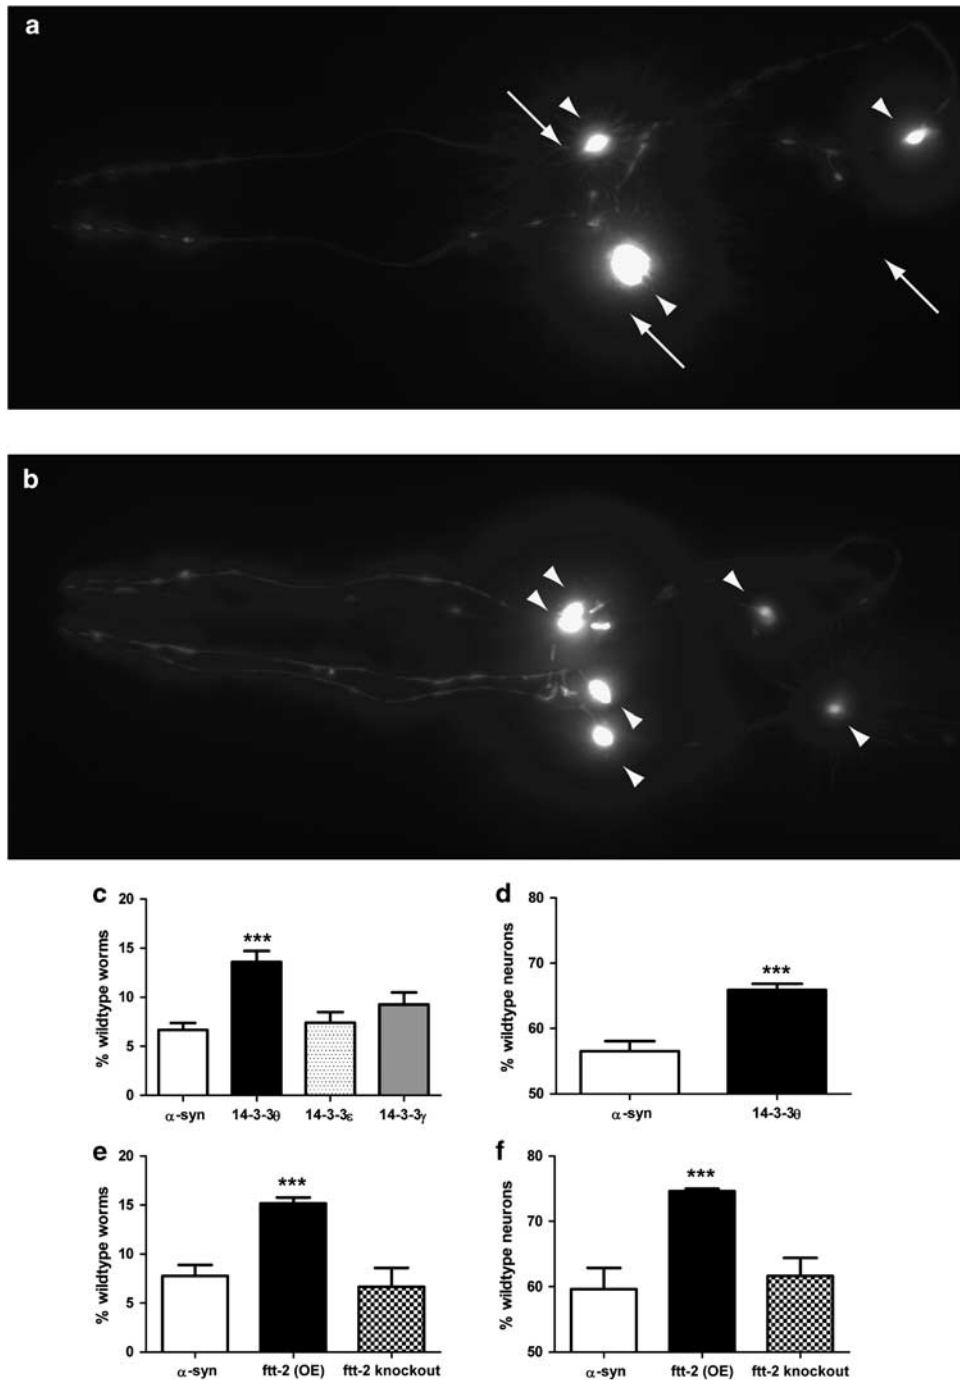 a
b
c
% wildtype worms
20
15
10
5
0
***
α-syn
14-3-3θ
14-3-3ε
14-3-3γ
d
% wildtype neurons
80
70
60
50
***
α-syn
14-3-3θ
e
% wildtype worms
20
15
10
5
0
***
α-syn
ftt-2 (OE)
ftt-2 knockout
f
% wildtype neurons
80
70
60
50
***
α-syn
ftt-2 (OE)
ftt-2 knockout